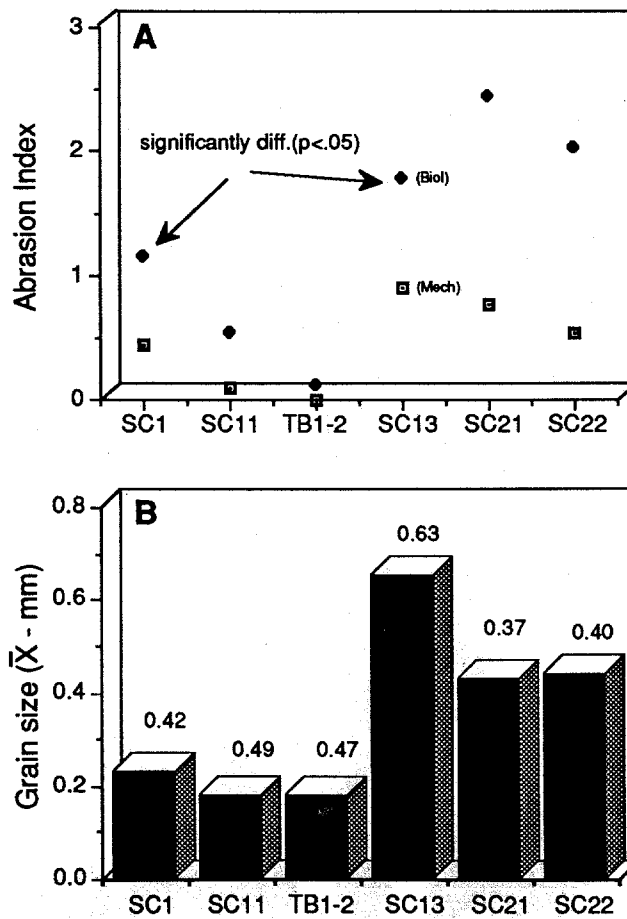 A
Abrasion Index
3
2
1
0
significantly diff.(p<.05)
(Biol)
(Mech)
SC1 SC11 TB1-2 SC13 SC21 SC22
B
Grain size (X̅ - mm)
0.8
0.6
0.4
0.2
0.0
0.42
0.49
0.47
0.63
0.37
0.40
SC1 SC11 TB1-2 SC13 SC21 SC22